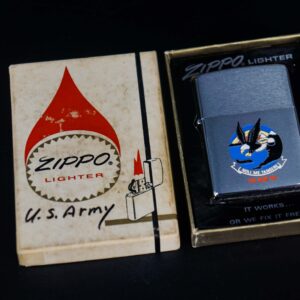 ZIPPO
LIGHTER
U.S. Army
ZIPPO LIGHTER
IT WORKS
OR WE FIX IT FREE